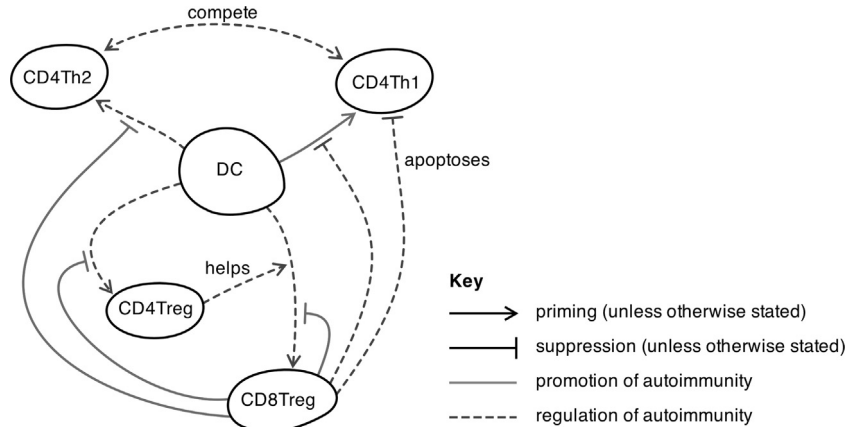 compete
CD4Th2
CD4Th1
DC
apoptoses
helps
CD4Treg
CD8Treg
Key
priming (unless otherwise stated)
suppression (unless otherwise stated)
promotion of autoimmunity
regulation of autoimmunity